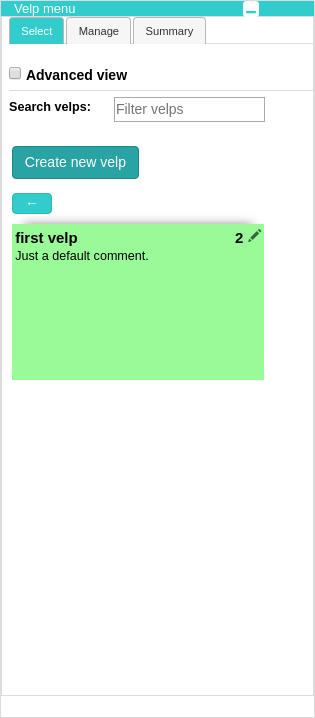 Velp menu
Select Manage Summary
Advanced view
Search velps: Filter velps
Create new velp
←
first velp 2
Just a default comment.